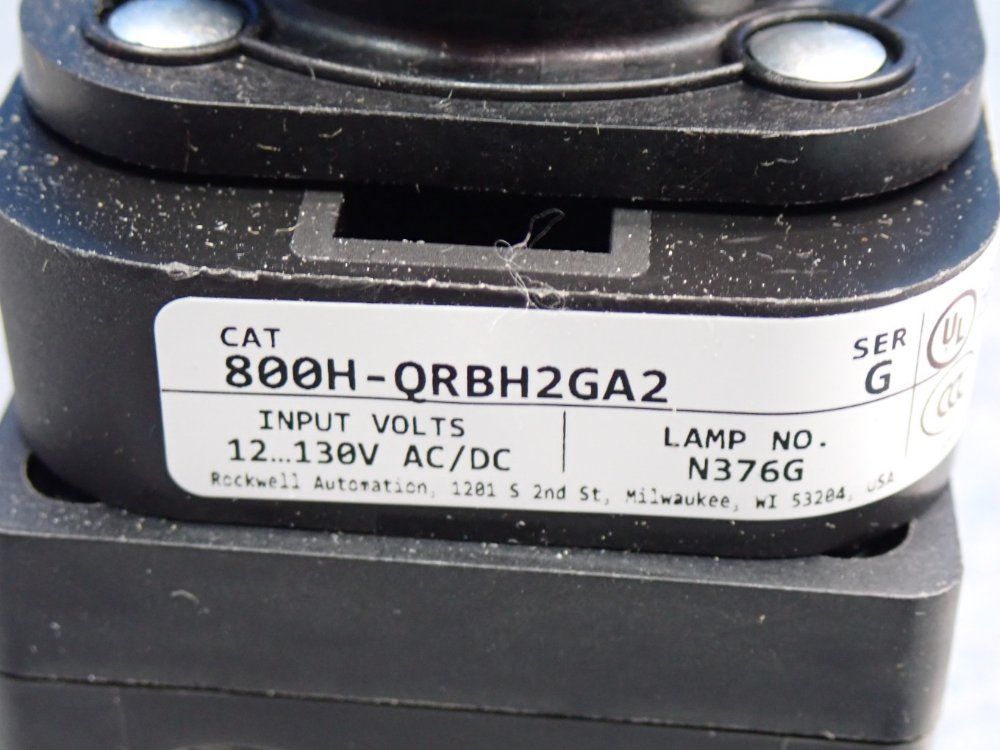 CAT
800H-QRBH2GA2
SER
G
UL
INPUT VOLTS
12...130V AC/DC
LAMP NO.
N376G
Rockwell Automation, 1201 S 2nd St, Milwaukee, WI 53204, USA